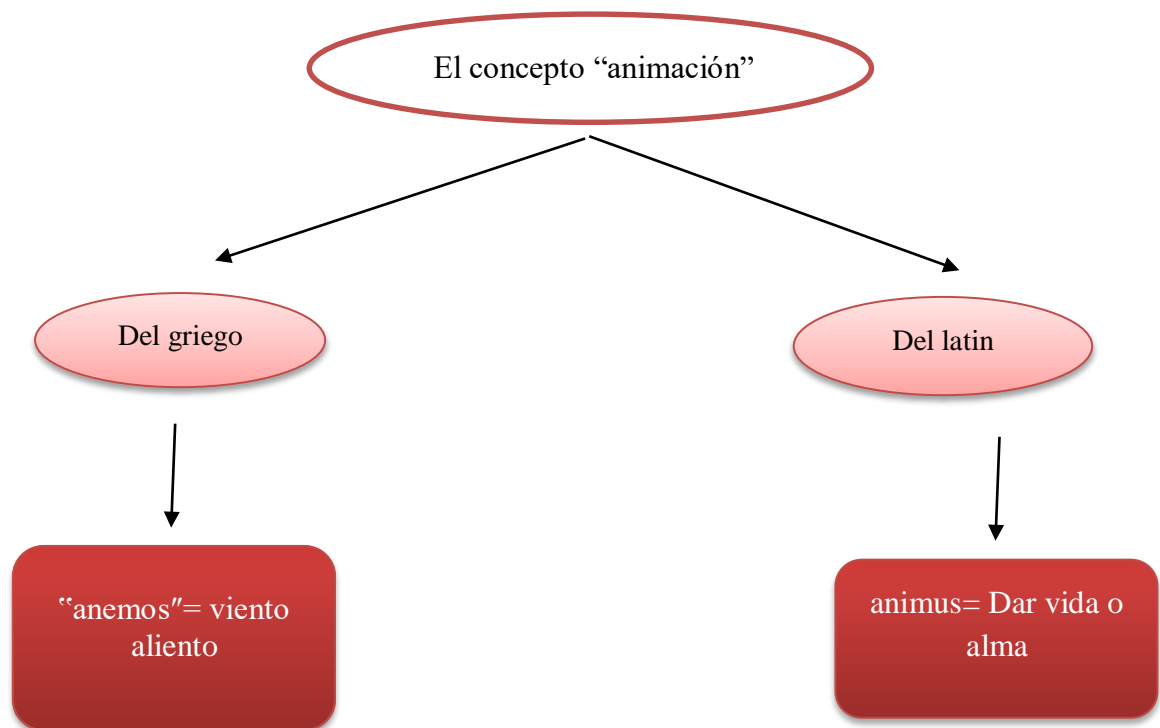 El concepto “animación”
Del griego
Del latin
“anemos″= viento
aliento
animus= Dar vida o
alma